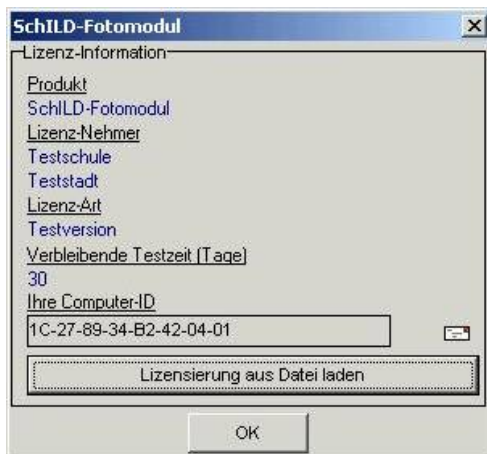 SchILD-Fotomodul
Lizenz-Information
Produkt
SchILD-Fotomodul
Lizenz-Nehmer
Testschule
Teststadt
Lizenz-Art
Testversion
Verbleibende Testzeit (Tage)
30
Ihre Computer-ID
1C-27-89-34-B2-42-04-01
Lizensierung aus Datei laden
OK